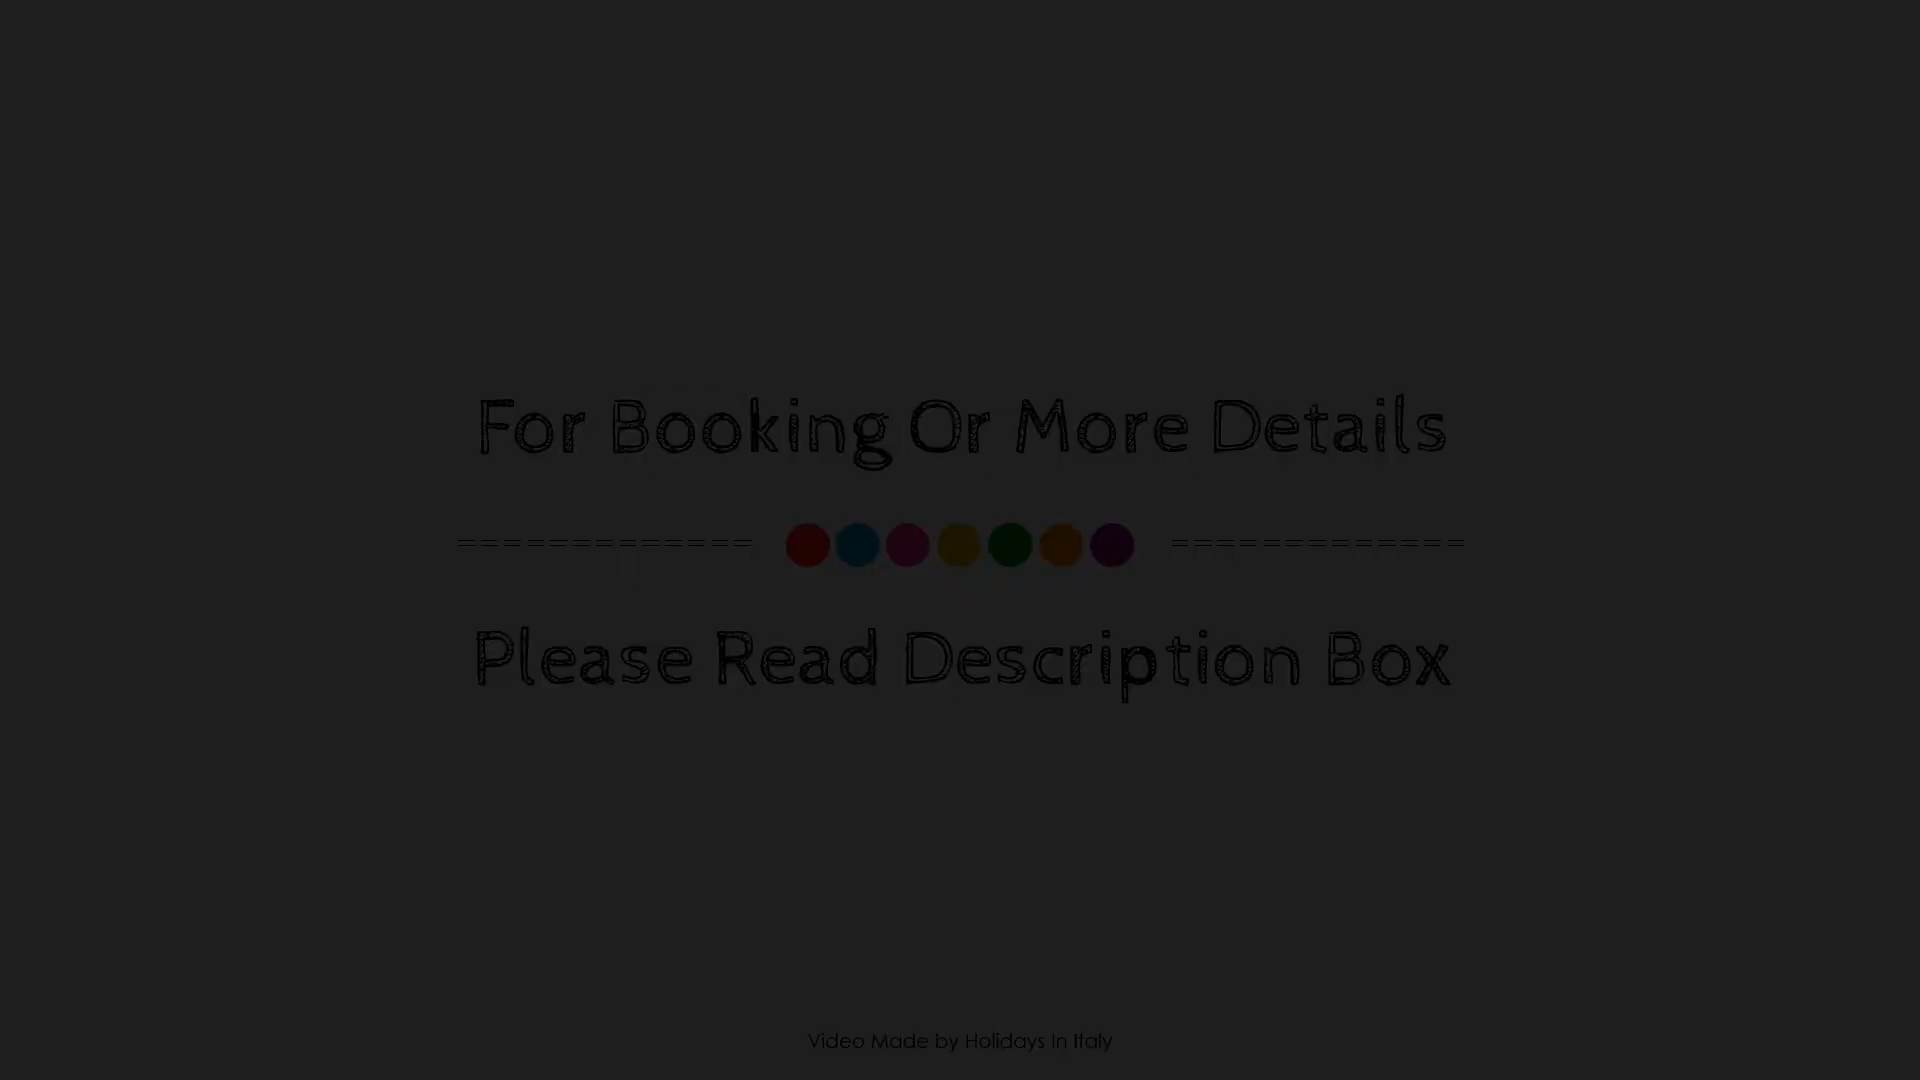 For Booking Or More Details
============= =============
Please Read Description Box
Video Made by Holidays In Italy